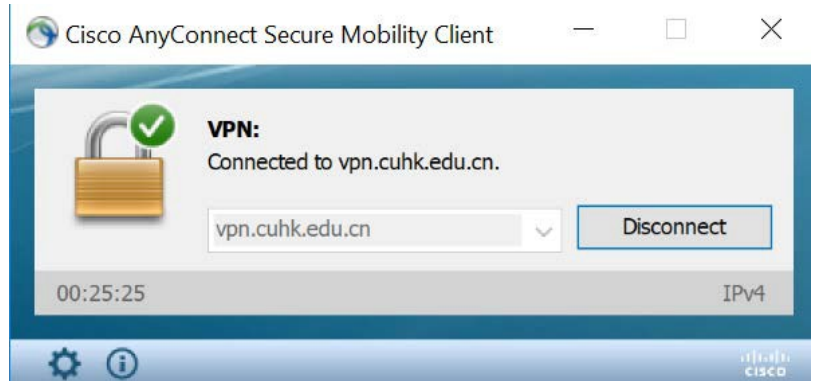 Cisco AnyConnect Secure Mobility Client
VPN:
Connected to vpn.cuhk.edu.cn.
vpn.cuhk.edu.cn
Disconnect
00:25:25
IPv4
CISCO